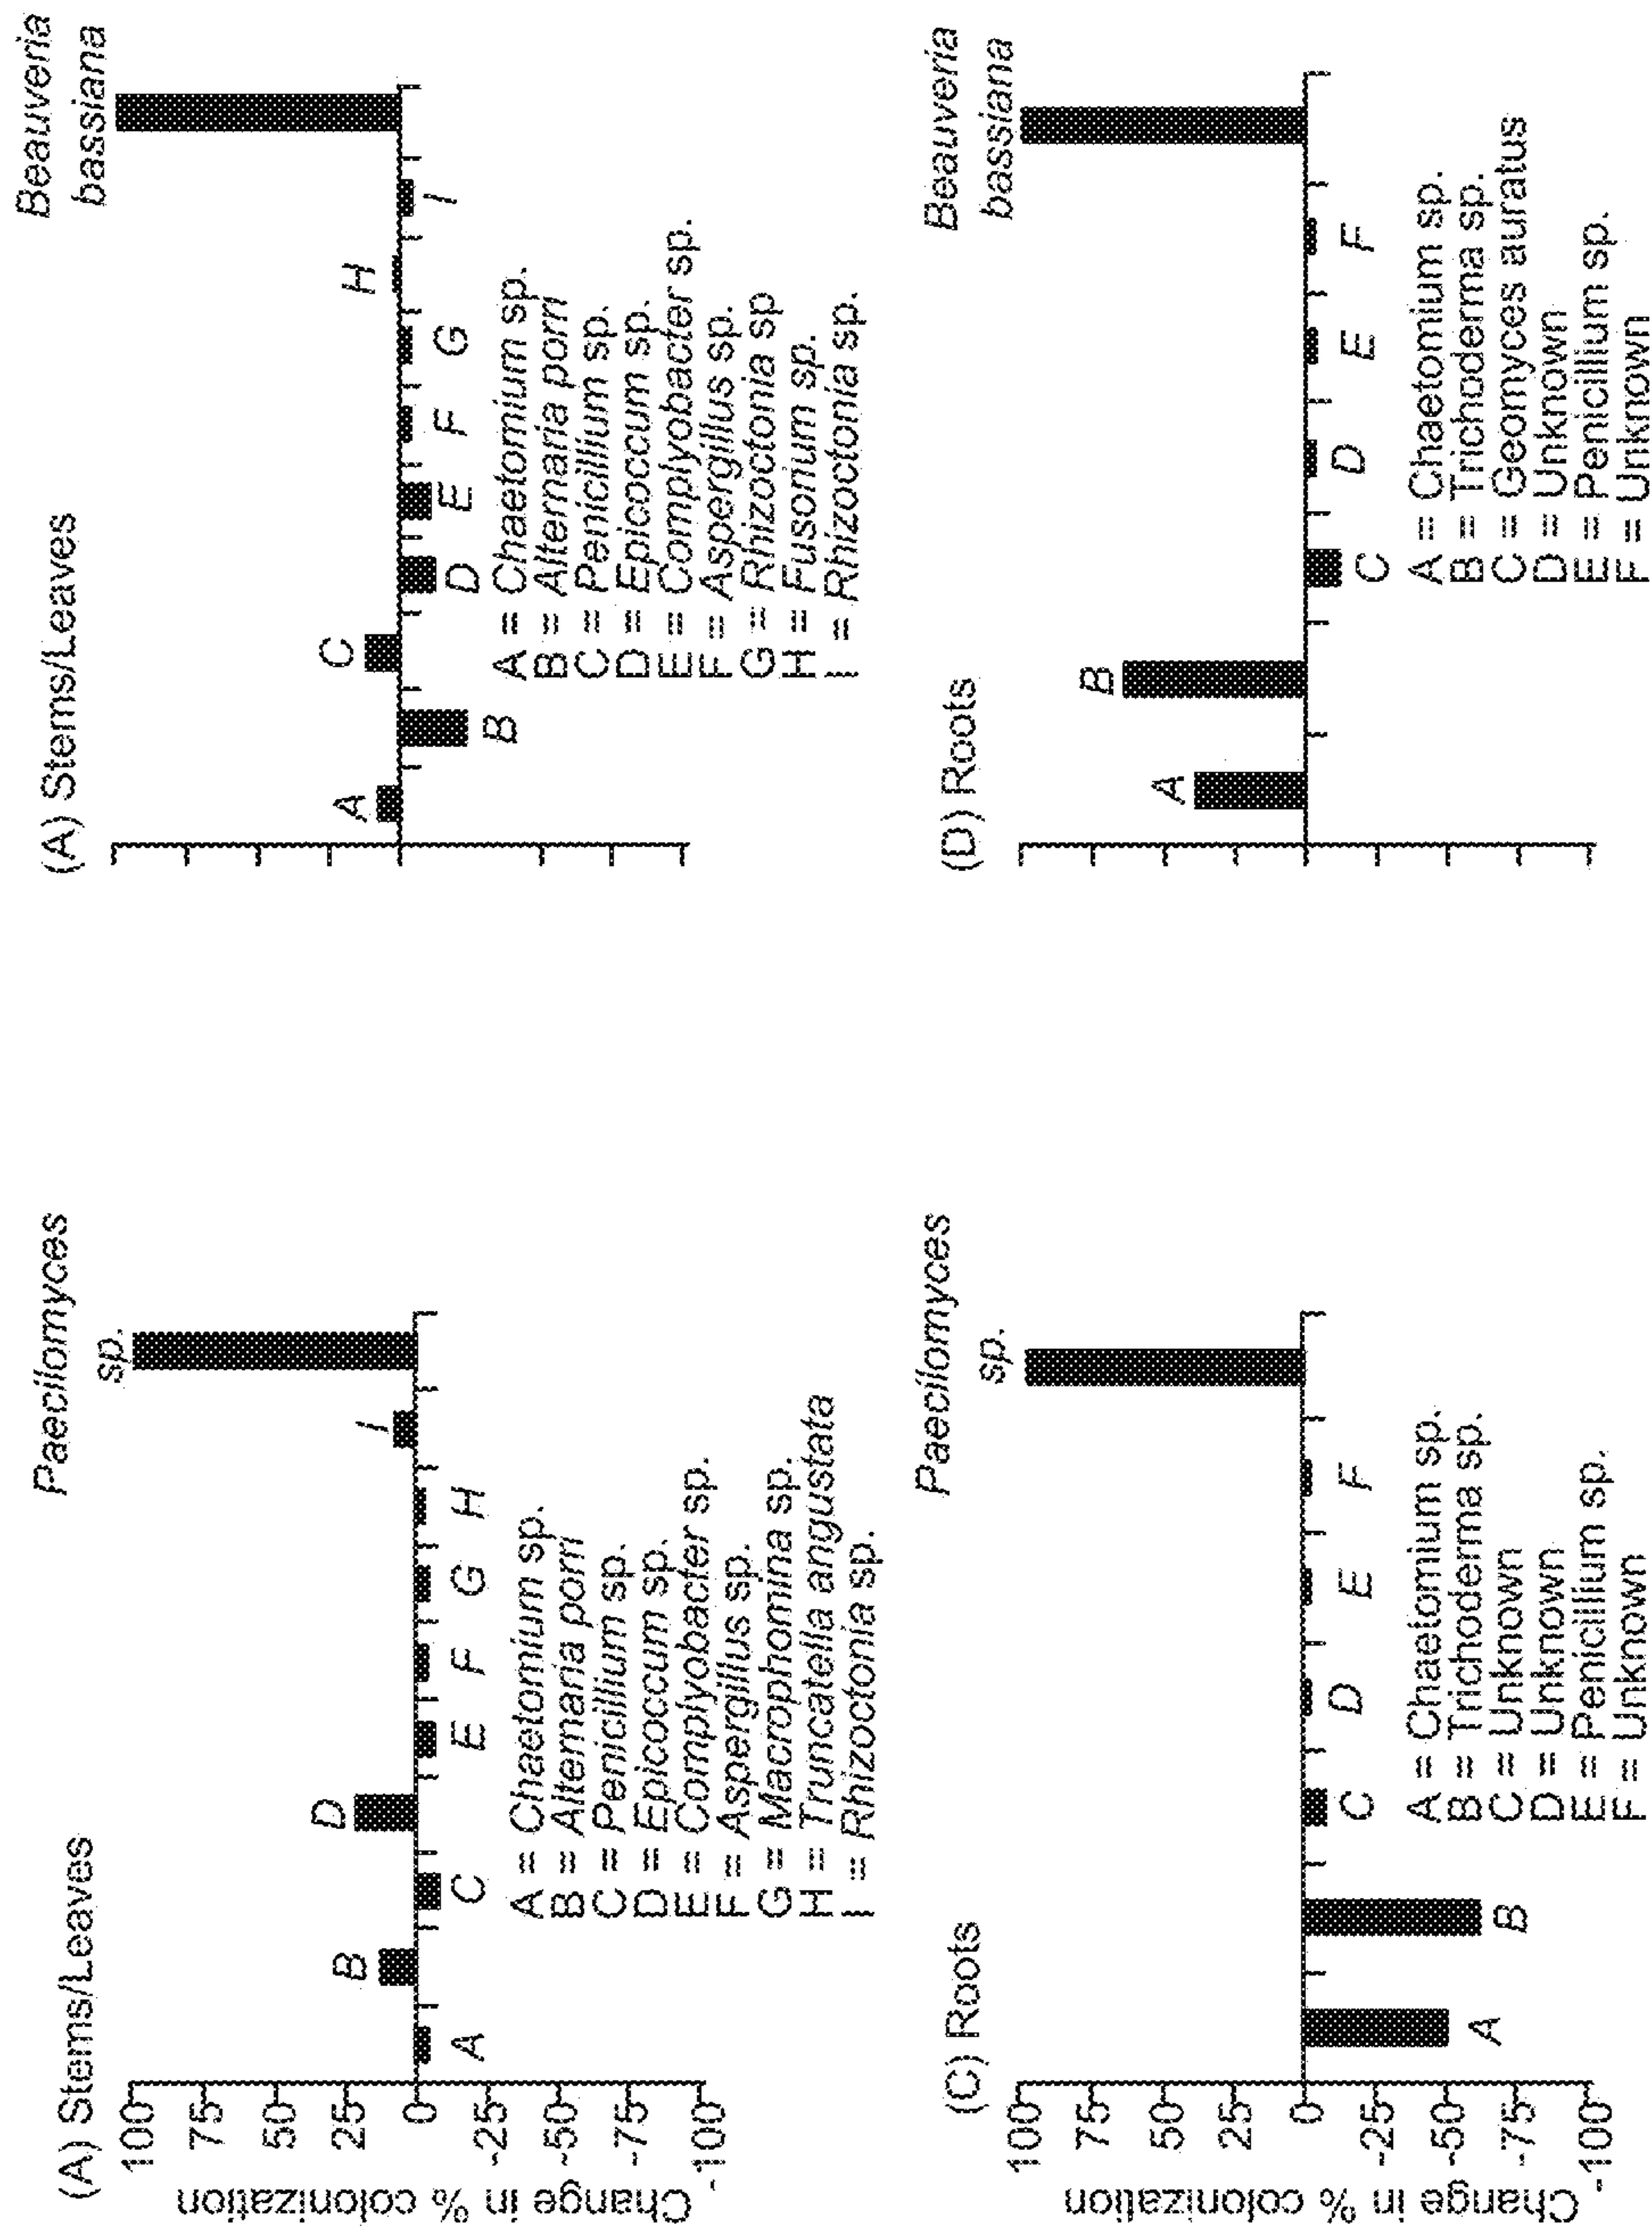 (A) Stems/Leaves
Paecilomyces
sp.
100
75
50
25
0
-25
-50
-75
-100
Change in % colonization
A
B
C
D
E
F
G
H
I
A = Chaetomium sp.
B = Alternaria porri
C = Penicillium sp.
D = Epicoccum sp.
E = Complyobacter sp.
F = Aspergillus sp.
G = Macrophomina sp.
H = Truncatella angustata
I = Rhizoctonia sp.
(A) Stems/Leaves
Beauveria
bassiana
A
B
C
D
E
F
G
H
I
A = Chaetomium sp.
B = Alternaria porri
C = Penicillium sp.
D = Epicoccum sp.
E = Complyobacter sp.
F = Aspergillus sp.
G = Rhizoctonia sp
H = Fusonum sp.
I = Rhizoctonia sp.
(C) Roots
Paecilomyces
sp.
100
75
50
25
0
-25
-50
-75
-100
Change in % colonization
A
B
C
D
E
F
A = Chaetomium sp.
B = Trichoderma sp.
C = Unknown
D = Unknown
E = Penicillium sp.
F = Unknown
(D) Roots
Beauveria
bassiana
A
B
C
D
E
F
A = Chaetomium sp.
B = Trichoderma sp.
C = Geomyces auratus
D = Unknown
E = Penicillium sp.
F = Unknown